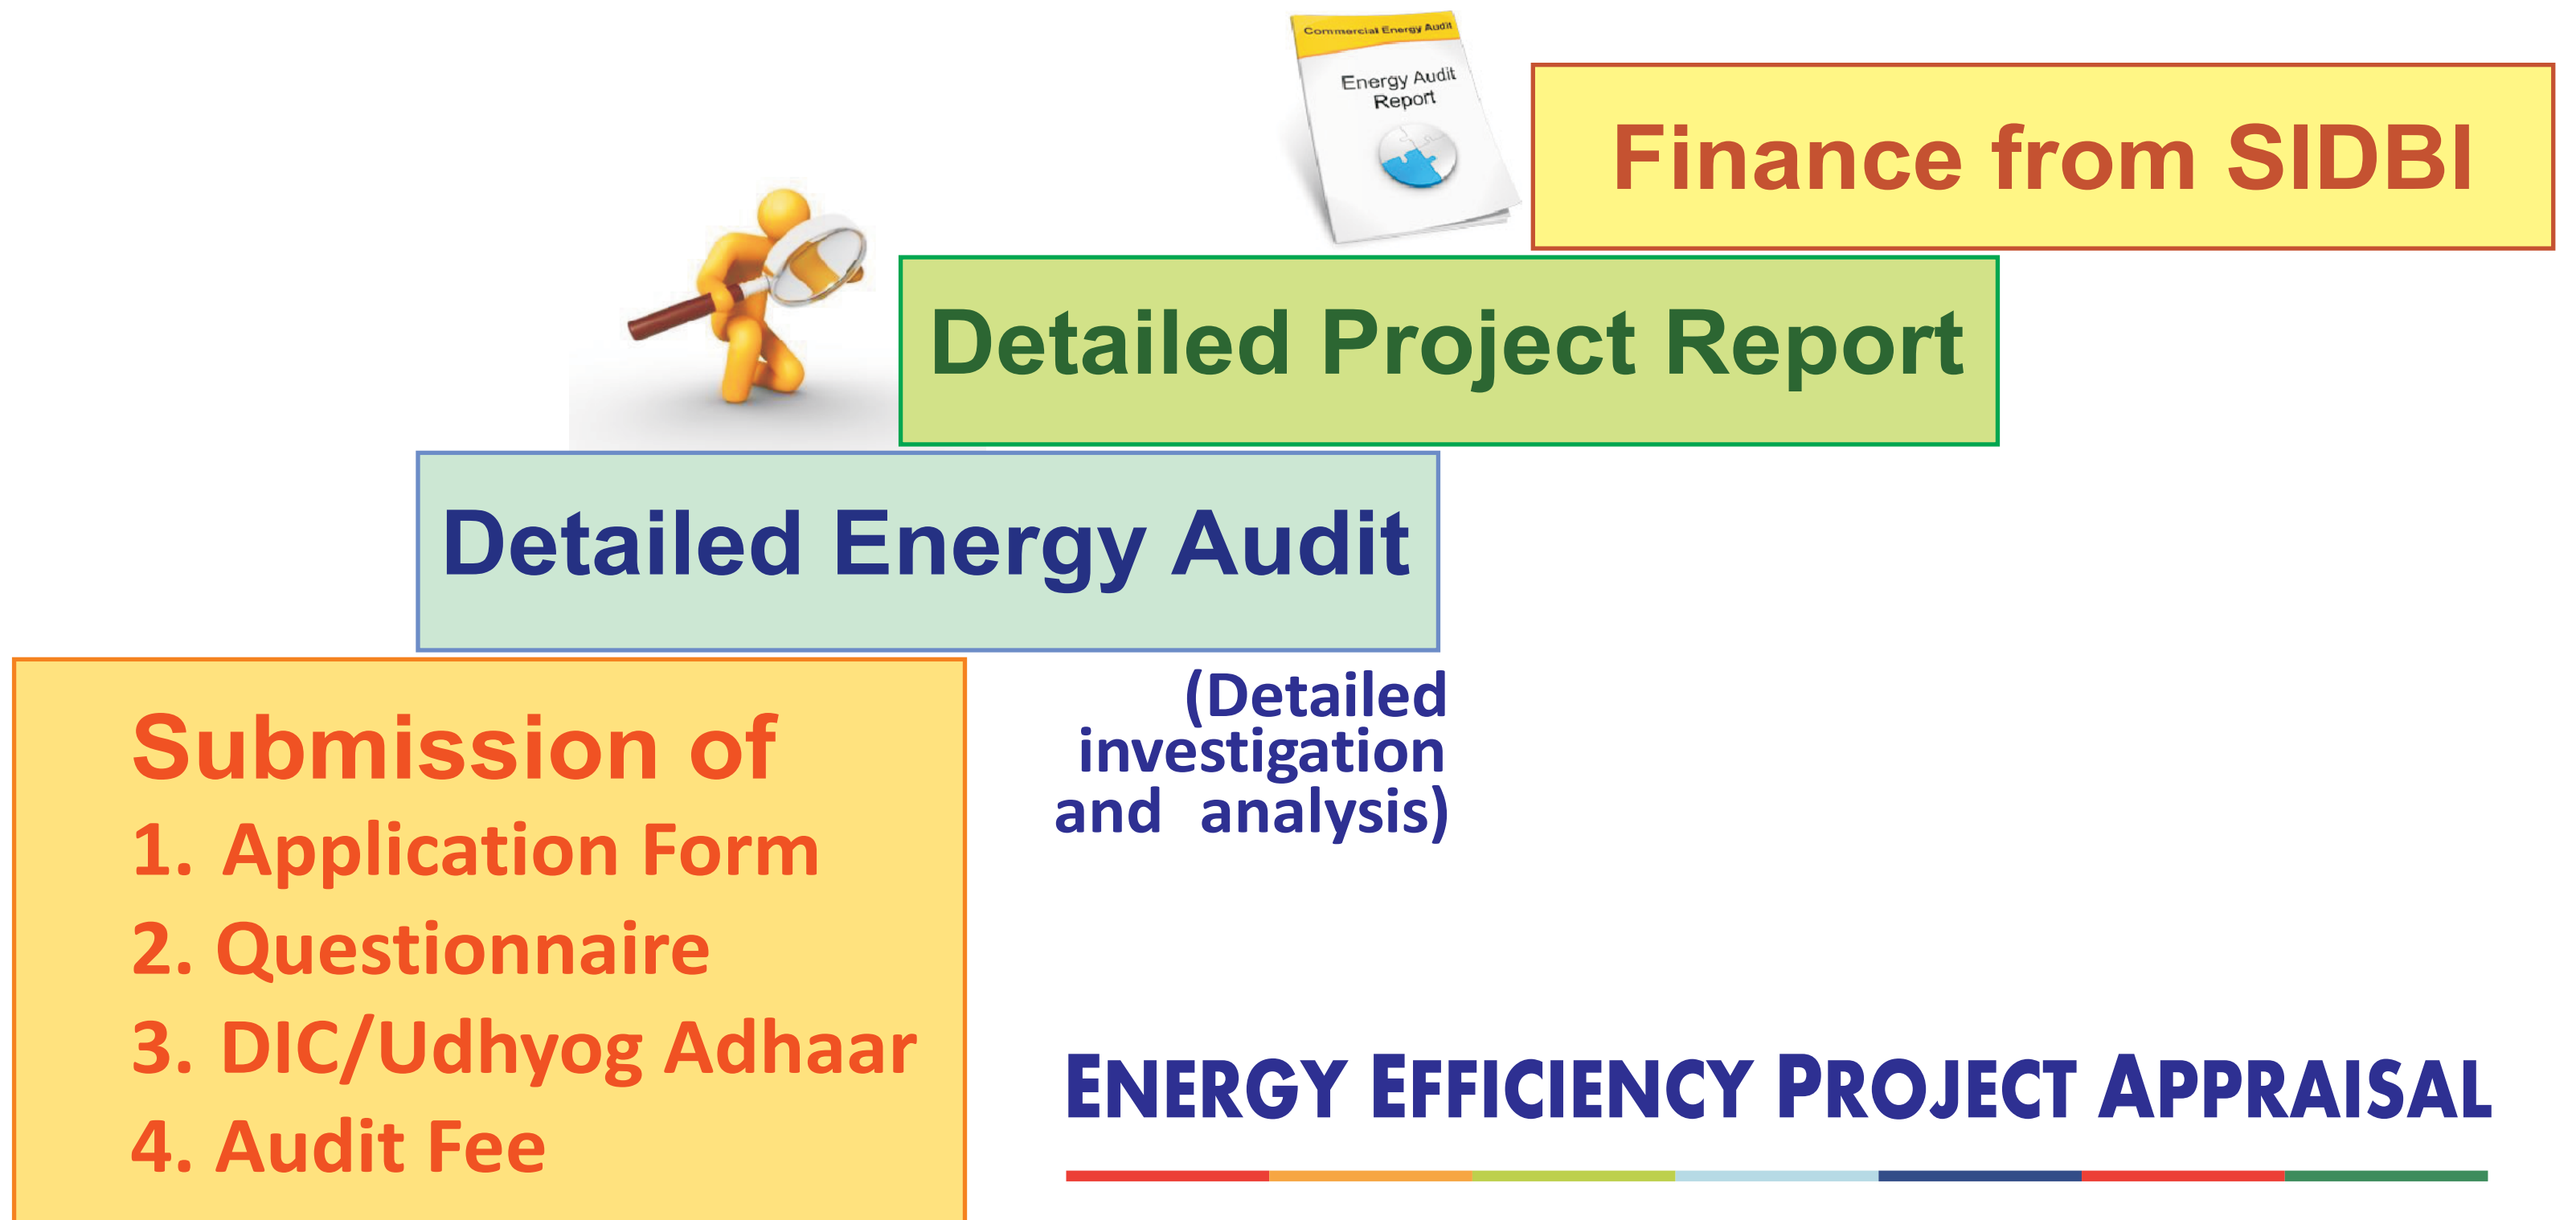 Commercial Energy Audit
Energy Audit
Report
Finance from SIDBI
Detailed Project Report
Detailed Energy Audit
(Detailed
investigation
and analysis)
Submission of
1. Application Form
2. Questionnaire
3. DIC/Udhyog Adhaar
4. Audit Fee
ENERGY EFFICIENCY PROJECT APPRAISAL